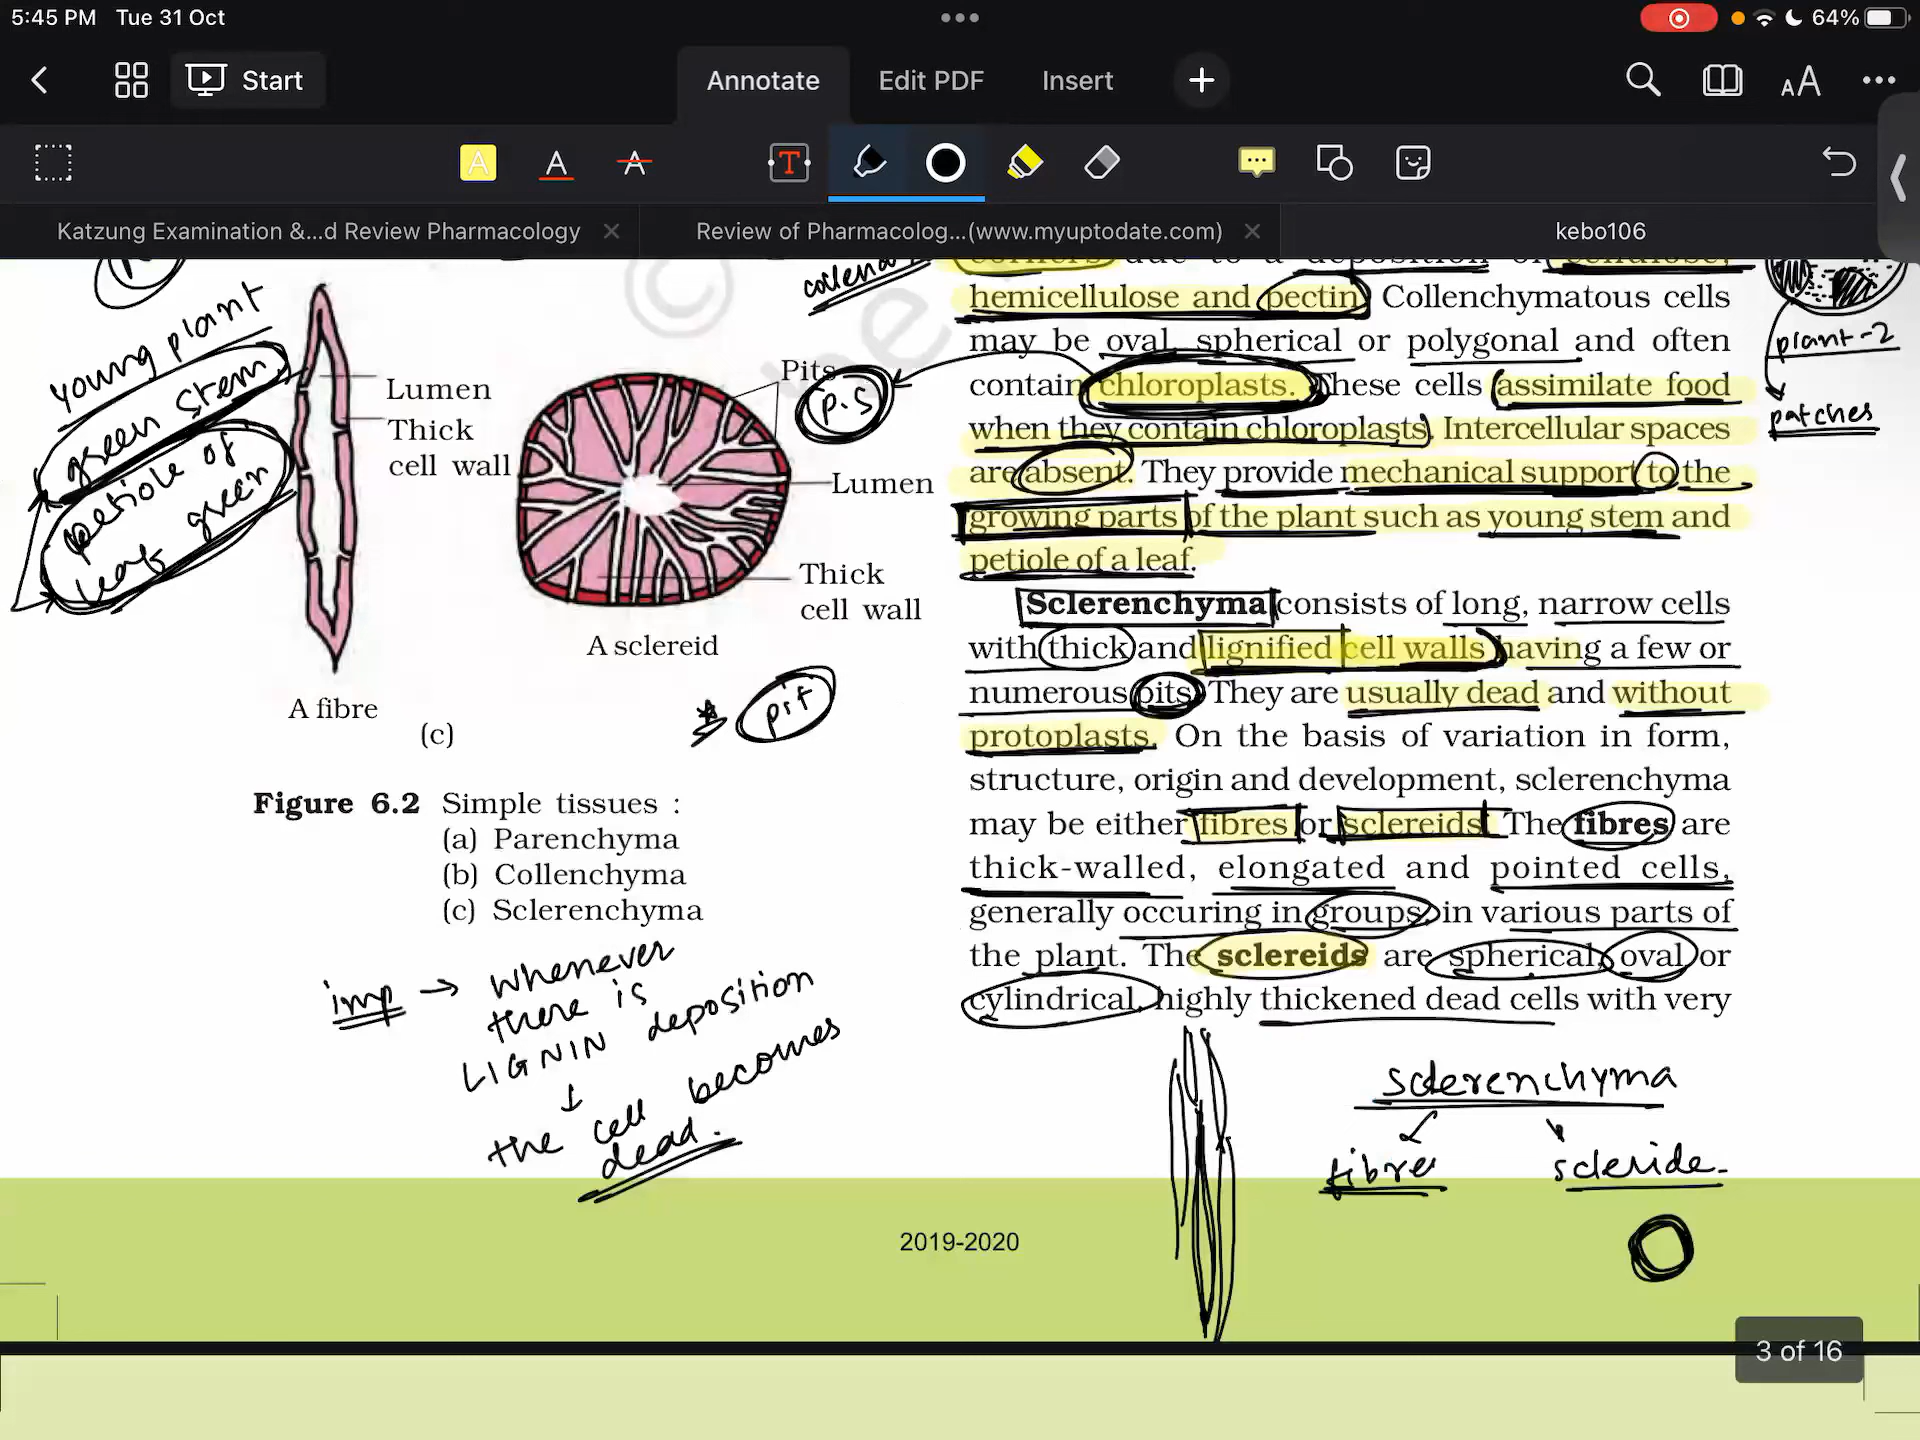 5:45 PM Tue 31 Oct
64%
Start
Annotate
Edit PDF
Insert
Katzung Examination &...d Review Pharmacology
Review of Pharmacolog...(www.myuptodate.com)
kebo106
young plant
green stem
petiole of
leaf green
Lumen
Thick
cell wall
A fibre
Pits
Lumen
Thick
cell wall
A sclereid
(c)
p.s
* pit
Figure 6.2 Simple tissues :
(a) Parenchyma
(b) Collenchyma
(c) Sclerenchyma
imp → Whenever
there is
LIGNIN deposition
↓
the cell becomes
dead.
corners due to a deposition of cellulose,
hemicellulose and pectin. Collenchymatous cells
may be oval, spherical or polygonal and often
contain chloroplasts. These cells assimilate food
when they contain chloroplasts. Intercellular spaces
are absent. They provide mechanical support to the
growing parts of the plant such as young stem and
petiole of a leaf.
Sclerenchyma consists of long, narrow cells
with thick and lignified cell walls having a few or
numerous pits. They are usually dead and without
protoplasts. On the basis of variation in form,
structure, origin and development, sclerenchyma
may be either fibres or sclereids. The fibres are
thick-walled, elongated and pointed cells,
generally occuring in groups, in various parts of
the plant. The sclereids are spherical, oval or
cylindrical, highly thickened dead cells with very
plant-2
patches
sclerenchyma
fibre
scleride.
2019-2020
3 of 16